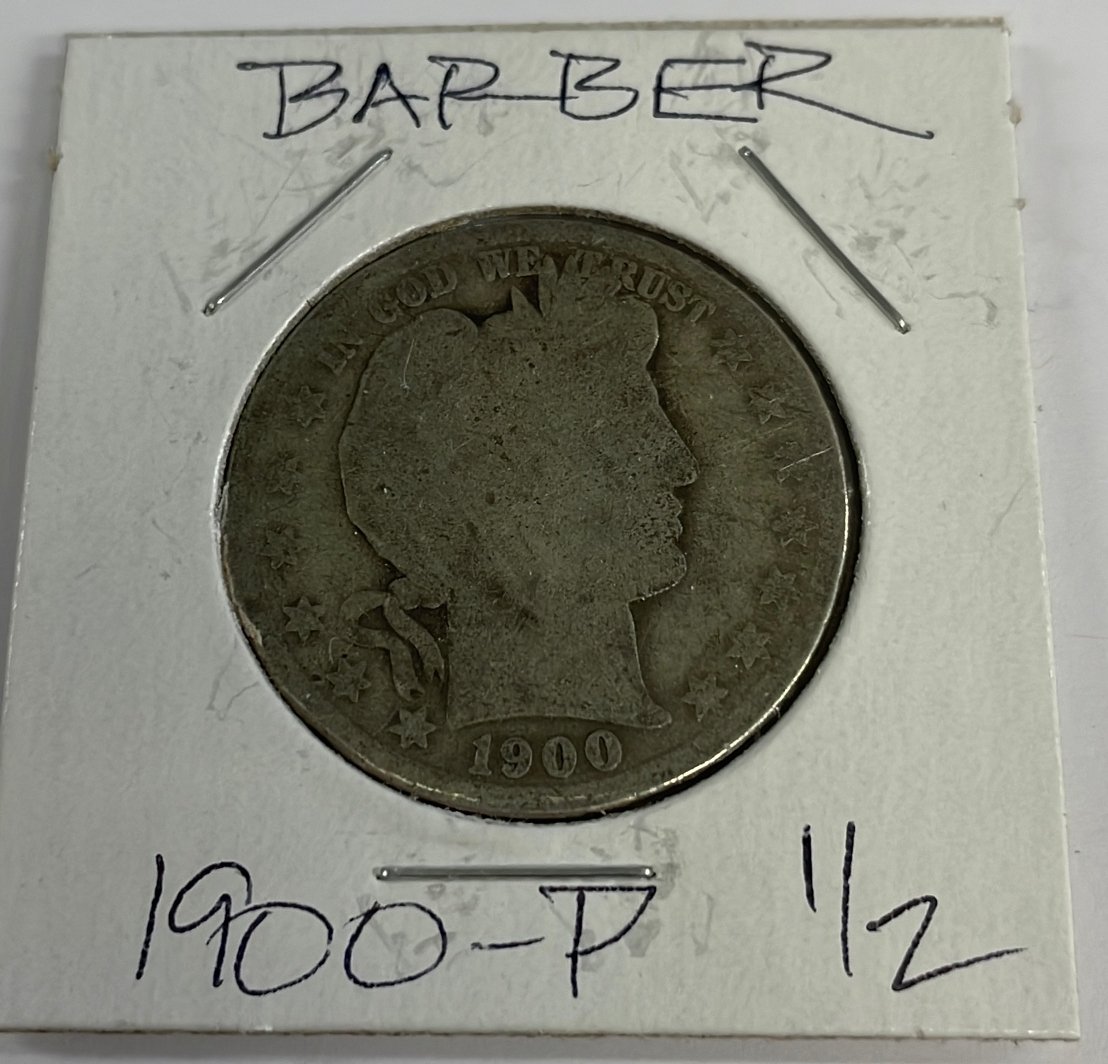 BARBER
IN GOD WE TRUST
1900
1900-P 1/2